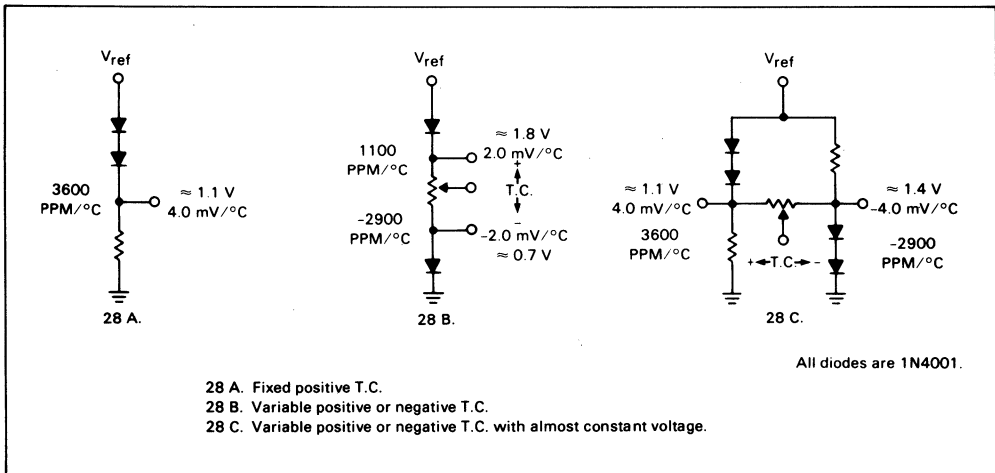 Vref
3600
PPM/°C
≈ 1.1 V
4.0 mV/°C
28 A.
Vref
1100
PPM/°C
≈ 1.8 V
2.0 mV/°C
+
T.C.
−
-2900
PPM/°C
-2.0 mV/°C
≈ 0.7 V
28 B.
Vref
≈ 1.1 V
4.0 mV/°C
3600
PPM/°C
+ T.C. −
≈ 1.4 V
-4.0 mV/°C
-2900
PPM/°C
28 C.
All diodes are 1N4001.
28 A. Fixed positive T.C.
28 B. Variable positive or negative T.C.
28 C. Variable positive or negative T.C. with almost constant voltage.